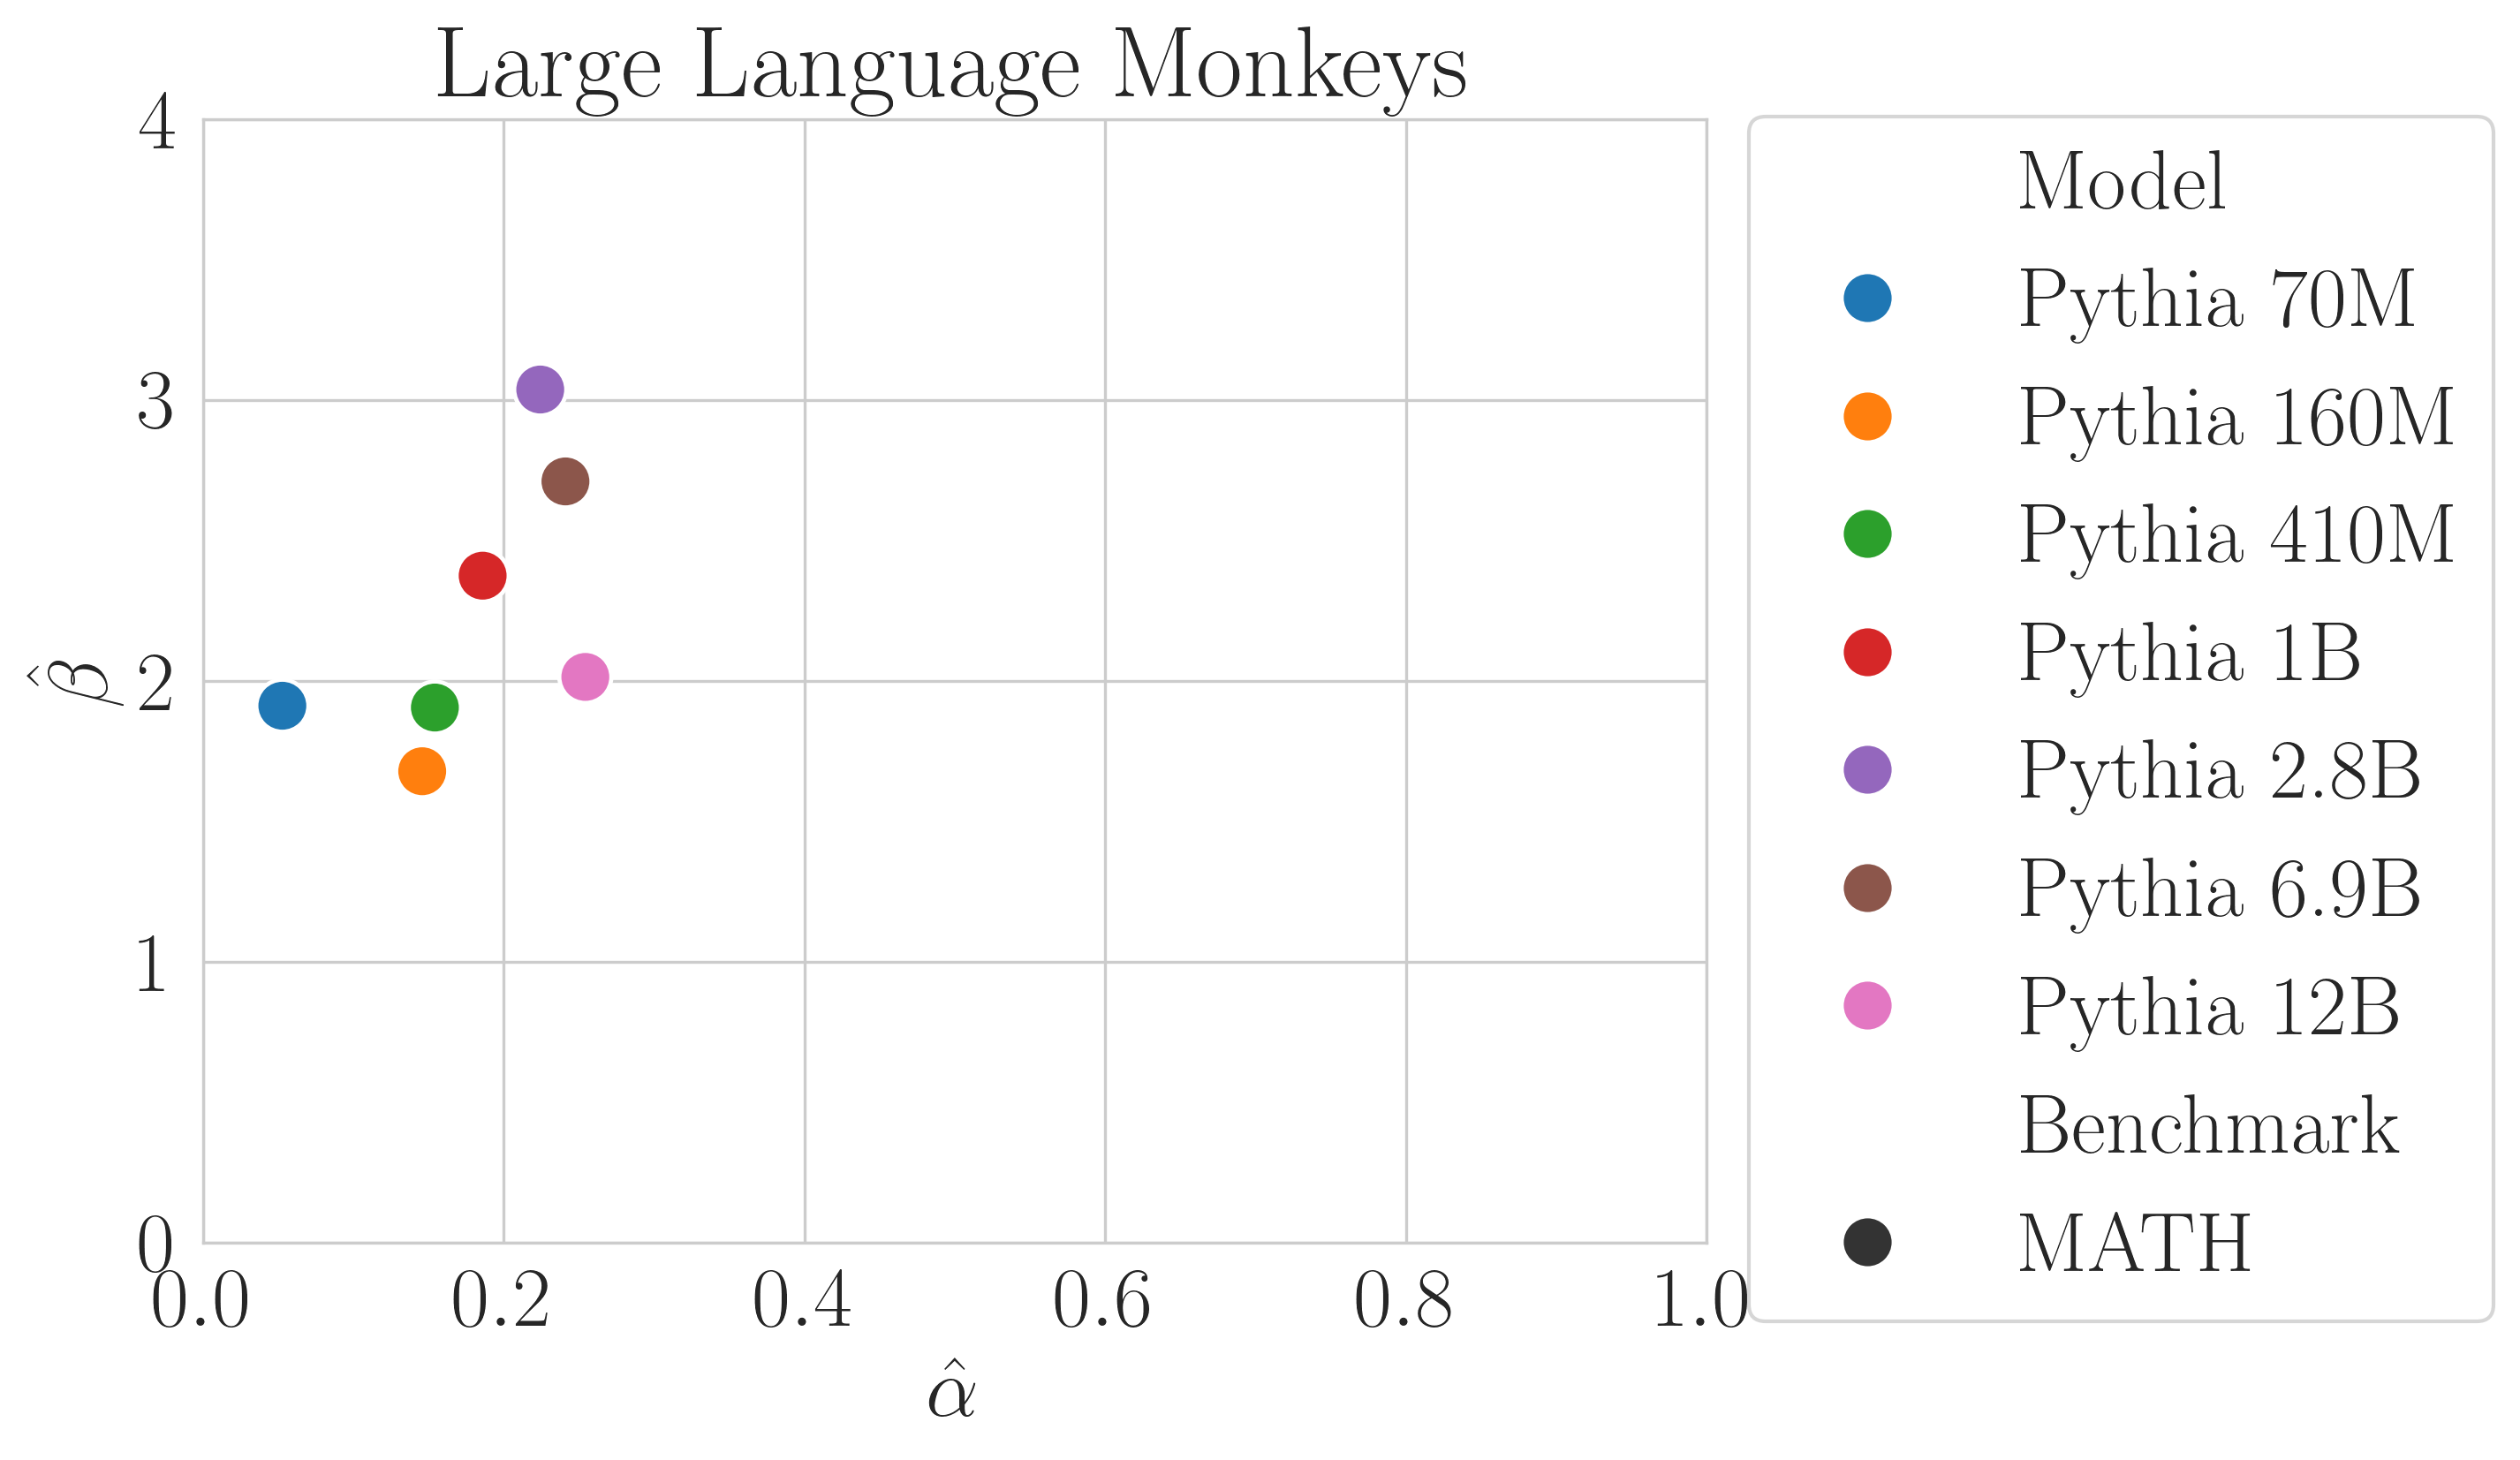 Large Language Monkeys
4
3
2
1
0
β̂
0.0 0.2 0.4 0.6 0.8 1.0
α̂
Model
Pythia 70M
Pythia 160M
Pythia 410M
Pythia 1B
Pythia 2.8B
Pythia 6.9B
Pythia 12B
Benchmark
MATH